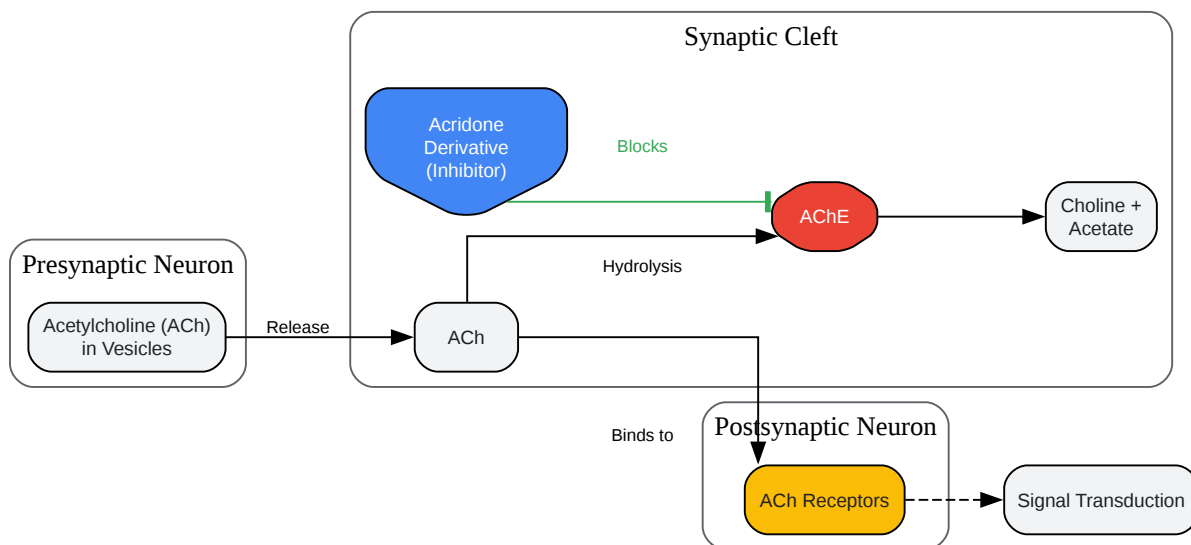 Synaptic Cleft
Acridone
Derivative
(Inhibitor)
Blocks
AChE
Choline +
Acetate
Hydrolysis
Presynaptic Neuron
Acetylcholine (ACh)
in Vesicles
Release
ACh
Binds to
Postsynaptic Neuron
ACh Receptors
Signal Transduction